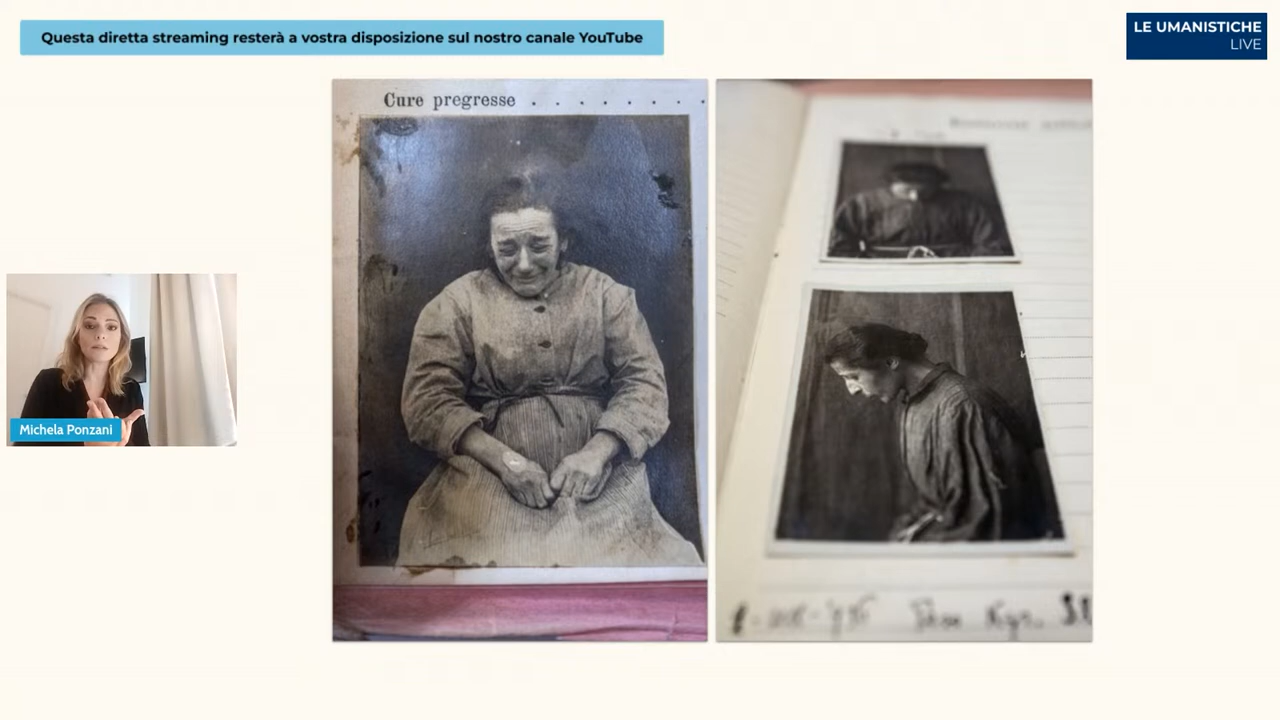 Questa diretta streaming resterà a vostra disposizione sul nostro canale YouTube
LE UMANISTICHE
LIVE
Cure pregresse . . . . . . .
Michela Ponzani